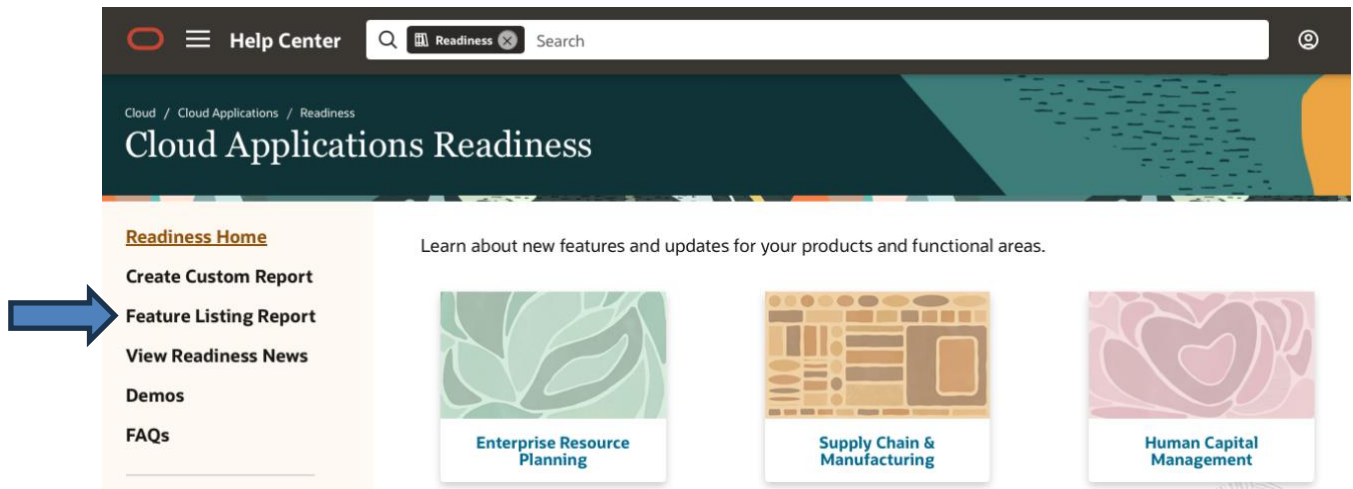 Help Center
Readiness
Search
Cloud / Cloud Applications / Readiness
Cloud Applications Readiness
Readiness Home
Create Custom Report
Feature Listing Report
View Readiness News
Demos
FAQs
Learn about new features and updates for your products and functional areas.
Enterprise Resource
Planning
Supply Chain &
Manufacturing
Human Capital
Management